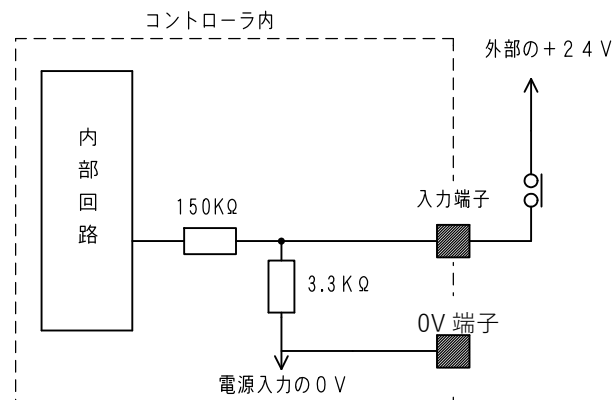 コントローラ内
外部の+24V
内部回路
150KΩ
入力端子
3.3KΩ
0V 端子
電源入力の0V